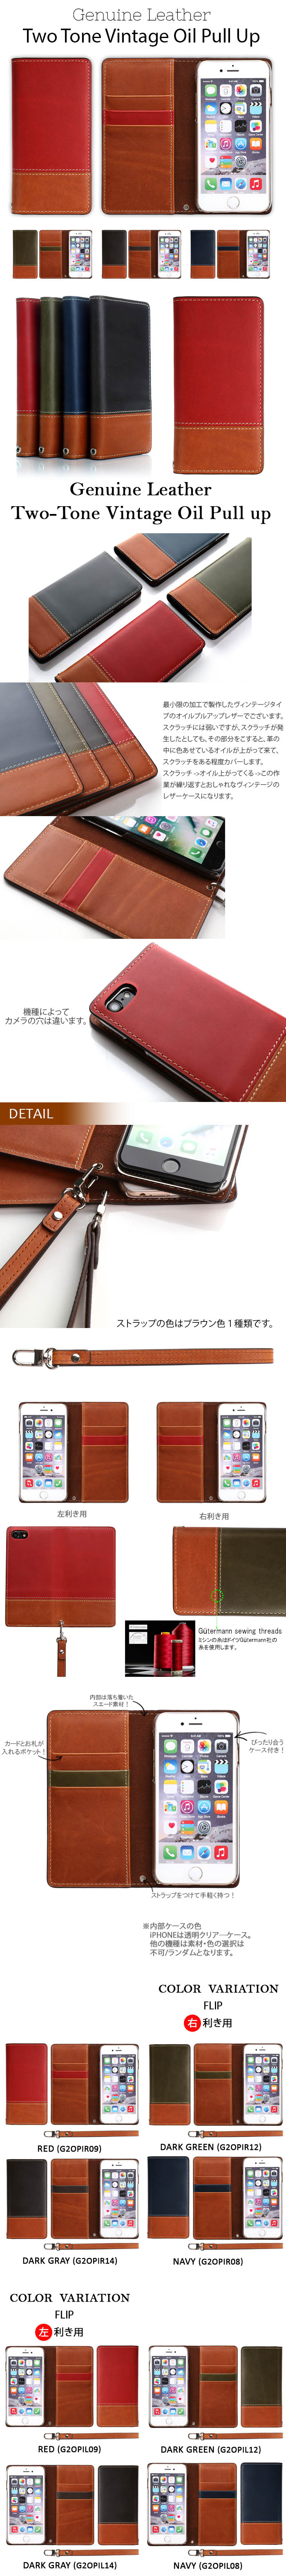 Genuine Leather
Two Tone Vintage Oil Pull Up
Genuine Leather
Two-Tone Vintage Oil Pull up
最小限の加工で製作したヴィンテージタイ
プのオイルプルアップレザーでございます。
スクラッチには弱いですが、スクラッチが発
生したとしても、その部分をこすると、革の
中に色あせているオイルが上がって来て、
スクラッチをある程度カバーします。
スクラッチ→オイル上がってくる→この作
業が繰り返すとおしゃれなヴィンテージの
レザーケースになります。
機種によって
カメラの穴は違います。
DETAIL
ストラップの色はブラウン色1種類です。
左利き用
右利き用
Gütermann sewing threads
ミシンの糸はドイツGütermann社の
糸を使用します。
内部は落ち着いた
スエード素材！
カードとお札が
入れるポケット！
ぴったり合う
ケース付き！
ストラップをつけて手軽く持つ！
※内部ケースの色
iPHONEは透明クリアーケース。
他の機種は素材・色の選択は
不可/ランダムとなります。
COLOR VARIATION
FLIP
右利き用
RED (G2OPIR09)
DARK GREEN (G2OPIR12)
DARK GRAY (G2OPIR14)
NAVY (G2OPIR08)
COLOR VARIATION
FLIP
左利き用
RED (G2OPIL09)
DARK GREEN (G2OPIL12)
DARK GRAY (G2OPIL14)
NAVY (G2OPIL08)